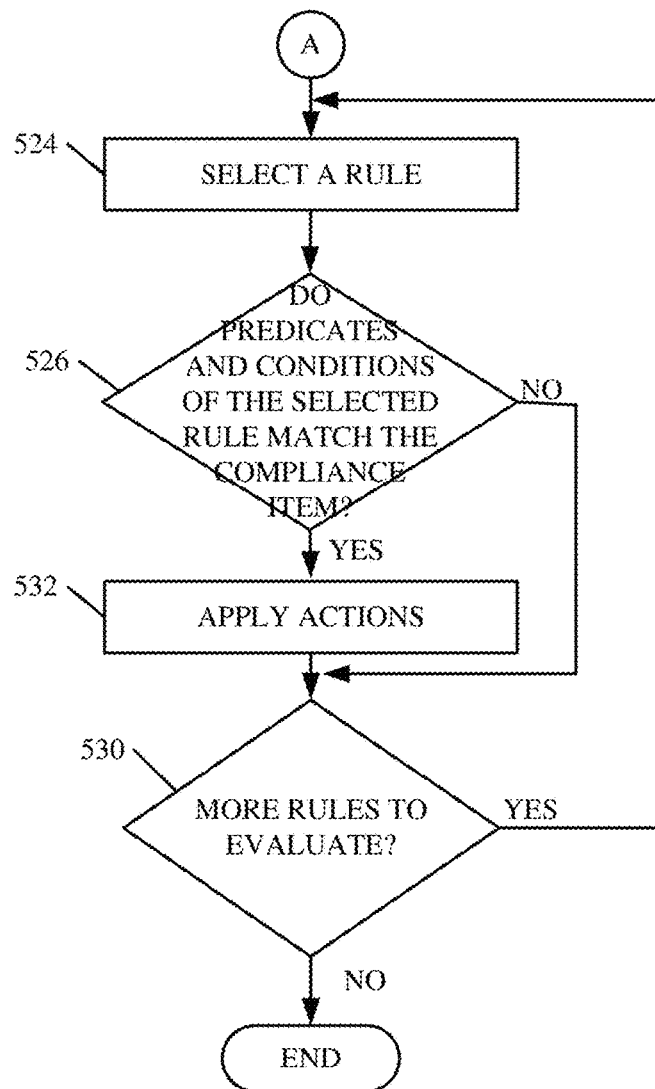 A
524
SELECT A RULE
526
DO
PREDICATES
AND CONDITIONS
OF THE SELECTED
RULE MATCH THE
COMPLIANCE
ITEM?
NO
YES
532
APPLY ACTIONS
530
MORE RULES TO
EVALUATE?
YES
NO
END